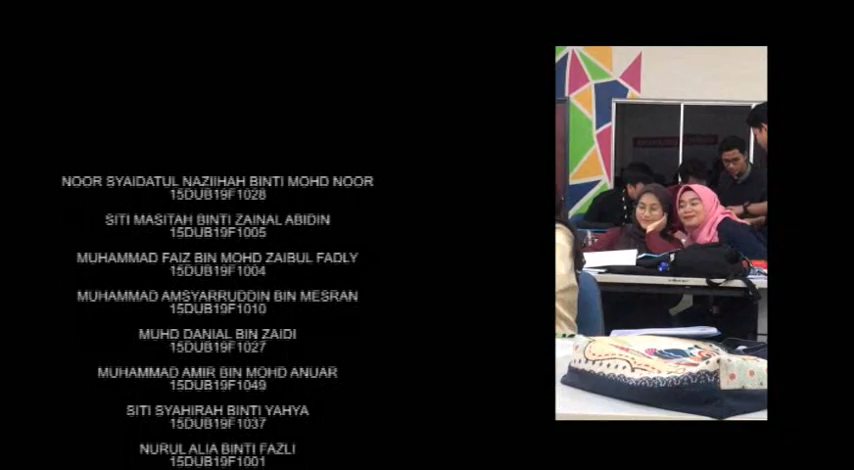 NOOR SYAIDATUL NAZIIHAH BINTI MOHD NOOR
15DUB19F1028
SITI MASITAH BINTI ZAINAL ABIDIN
15DUB19F1005
MUHAMMAD FAIZ BIN MOHD ZAIBUL FADLY
15DUB19F1004
MUHAMMAD AMSYARRUDDIN BIN MESRAN
15DUB19F1010
MUHD DANIAL BIN ZAIDI
15DUB19F1027
MUHAMMAD AMIR BIN MOHD ANUAR
15DUB19F1049
SITI SYAHIRAH BINTI YAHYA
15DUB19F1037
NURUL ALIA BINTI FAZLI
15DUB19F1001